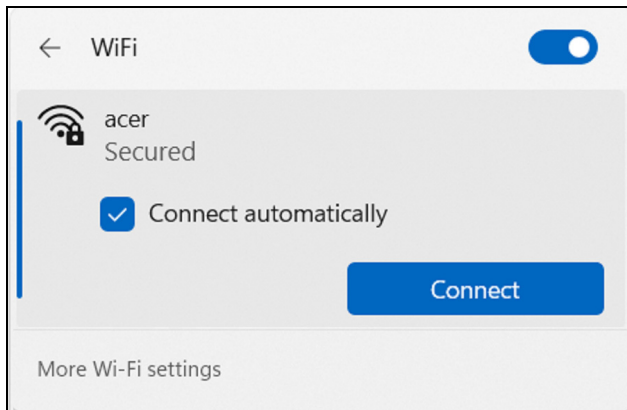 WiFi
acer
Secured
Connect automatically
Connect
More Wi-Fi settings